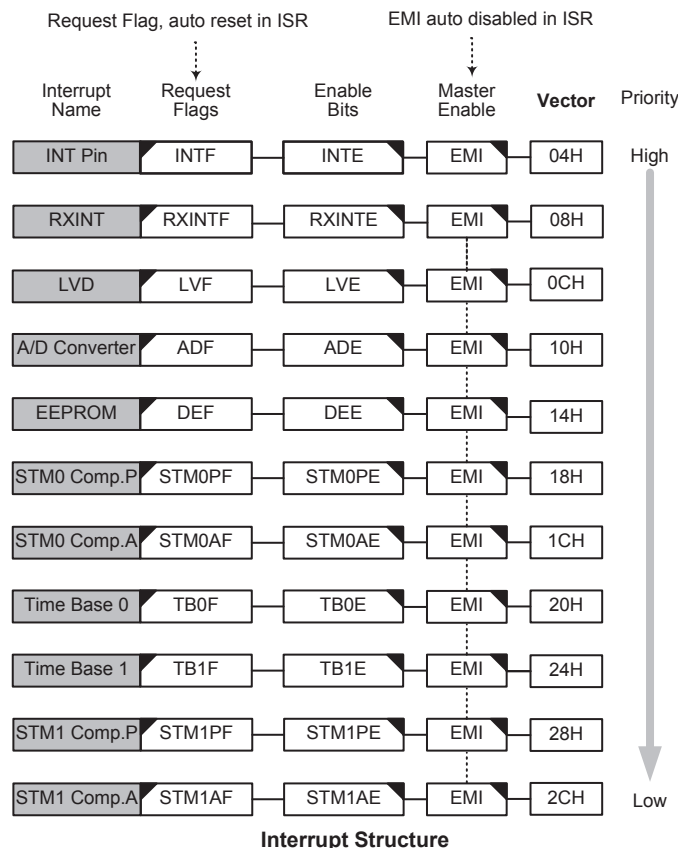 Request Flag, auto reset in ISR
EMI auto disabled in ISR
Interrupt Name
Request Flags
Enable Bits
Master Enable
Vector
Priority
INT Pin INTF INTE EMI 04H High
RXINT RXINTF RXINTE EMI 08H
LVD LVF LVE EMI 0CH
A/D Converter ADF ADE EMI 10H
EEPROM DEF DEE EMI 14H
STM0 Comp.P STM0PF STM0PE EMI 18H
STM0 Comp.A STM0AF STM0AE EMI 1CH
Time Base 0 TB0F TB0E EMI 20H
Time Base 1 TB1F TB1E EMI 24H
STM1 Comp.P STM1PF STM1PE EMI 28H
STM1 Comp.A STM1AF STM1AE EMI 2CH Low
Interrupt Structure